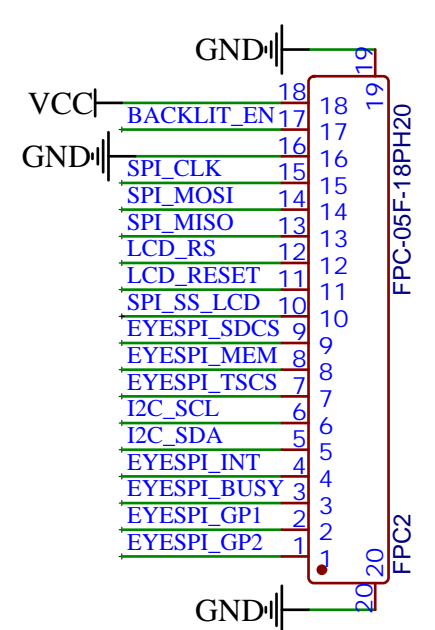 GND 19 19
VCC 18 18
BACKLIT_EN 17 17
GND 16 16
SPI_CLK 15 15
SPI_MOSI 14 14
SPI_MISO 13 13
LCD_RS 12 12
LCD_RESET 11 11
SPI_SS_LCD 10 10
EYESPI_SDCS 9 9
EYESPI_MEM 8 8
EYESPI_TSCS 7 7
I2C_SCL 6 6
I2C_SDA 5 5
EYESPI_INT 4 4
EYESPI_BUSY 3 3
EYESPI_GP1 2 2
EYESPI_GP2 1 1
GND 20 20
FPC-05F-18PH20
FPC2